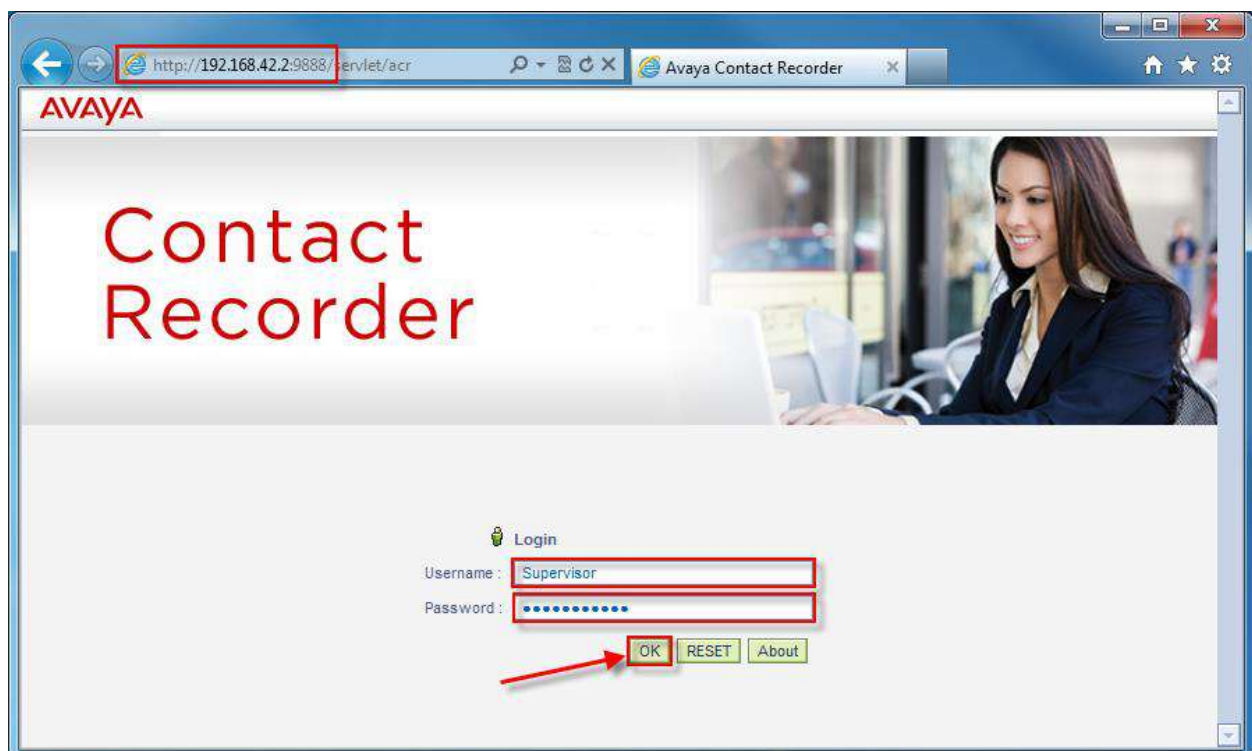 http://192.168.42.2:9888/servlet/acr
Avaya Contact Recorder
AVAYA
Contact
Recorder
Login
Username :
Supervisor
Password :
OK RESET About